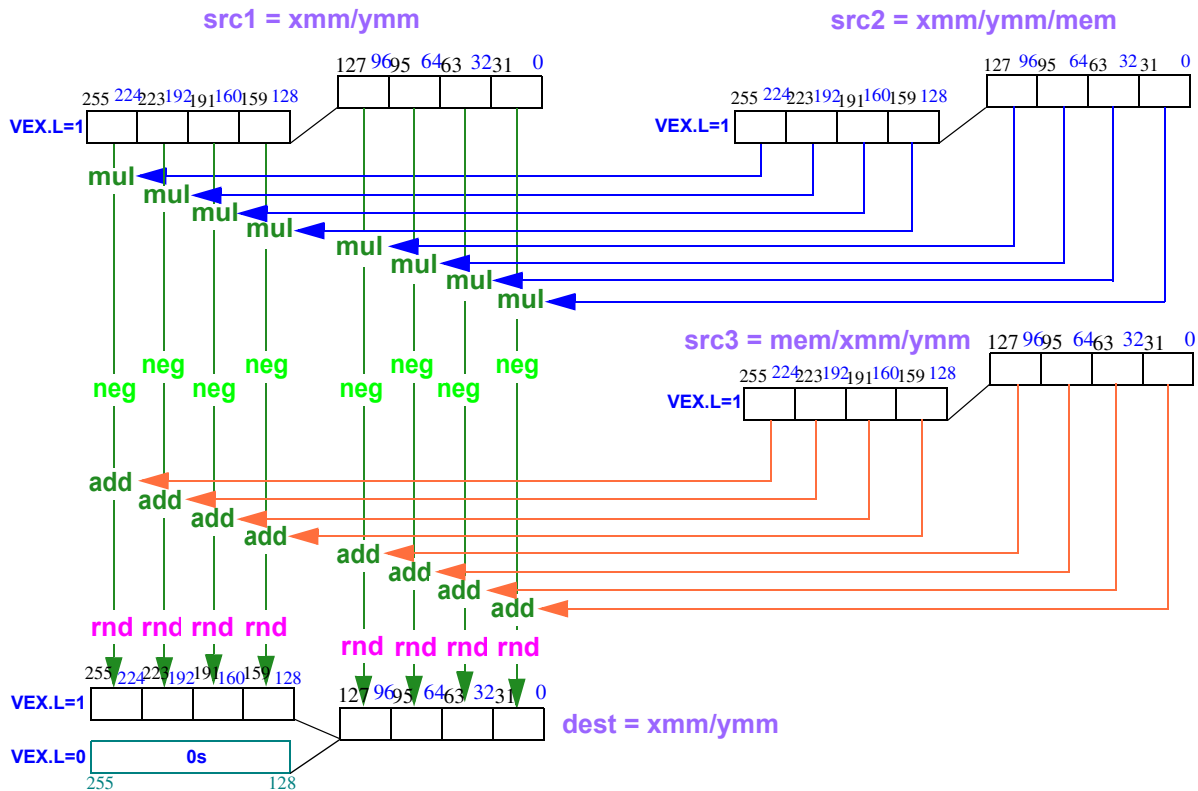 src1 = xmm/ymm
src2 = xmm/ymm/mem
127 96 95 64 63 32 31 0
127 96 95 64 63 32 31 0
255 224 223 192 191 160 159 128
255 224 223 192 191 160 159 128
VEX.L=1
VEX.L=1
mul
mul
mul
mul
mul
mul
mul
mul
src3 = mem/xmm/ymm
127 96 95 64 63 32 31 0
neg neg neg
neg neg neg neg neg
255 224 223 192 191 160 159 128
VEX.L=1
add
add
add
add
add
add
add
add
rnd rnd rnd rnd
rnd rnd rnd rnd
255 224 223 192 191 160 159 128
127 96 95 64 63 32 31 0
VEX.L=1
dest = xmm/ymm
VEX.L=0
0s
255 128